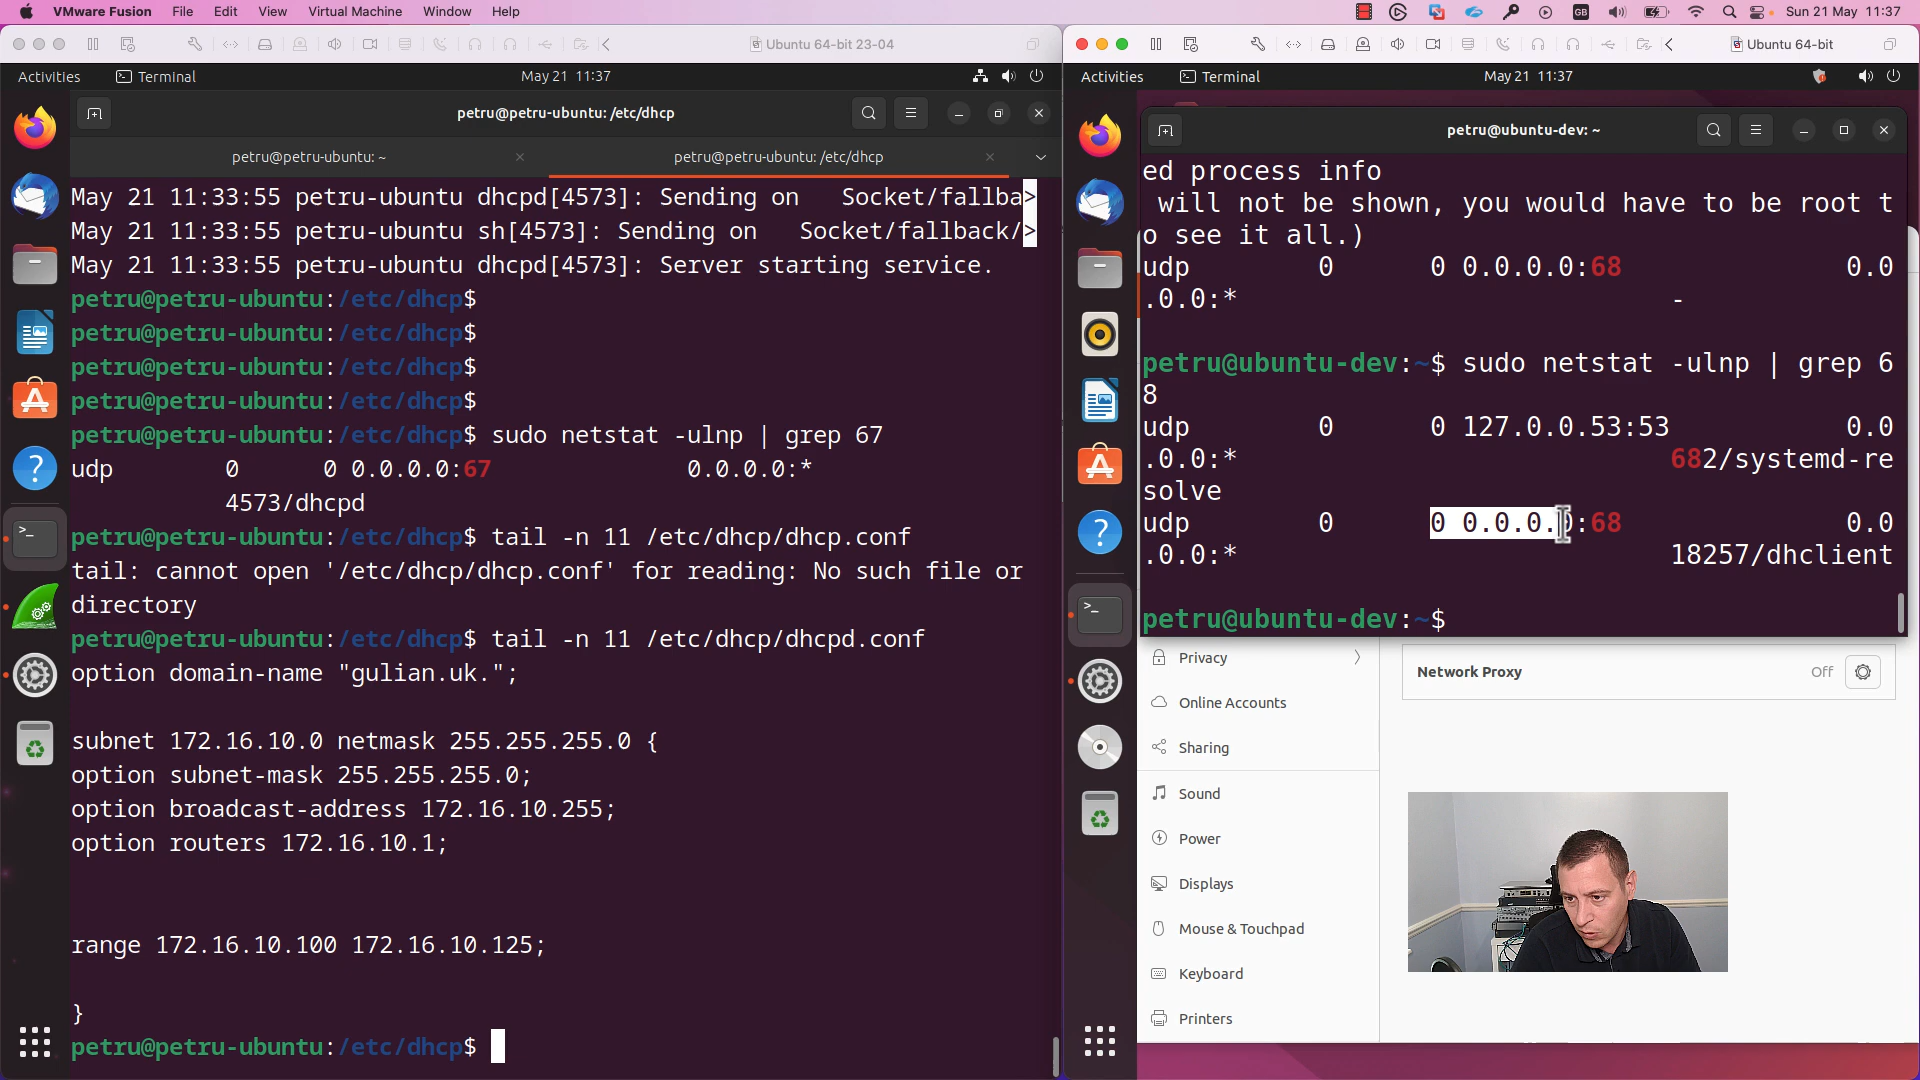 VMware Fusion File Edit View Virtual Machine Window Help
GB
Sun 21 May 11:37
Ubuntu 64-bit 23-04
Activities Terminal May 21 11:37
petru@petru-ubuntu: /etc/dhcp
petru@petru-ubuntu: ~
petru@petru-ubuntu: /etc/dhcp
May 21 11:33:55 petru-ubuntu dhcpd[4573]: Sending on   Socket/fallba>
May 21 11:33:55 petru-ubuntu sh[4573]: Sending on   Socket/fallback/>
May 21 11:33:55 petru-ubuntu dhcpd[4573]: Server starting service.
petru@petru-ubuntu:/etc/dhcp$
petru@petru-ubuntu:/etc/dhcp$
petru@petru-ubuntu:/etc/dhcp$
petru@petru-ubuntu:/etc/dhcp$
petru@petru-ubuntu:/etc/dhcp$ sudo netstat -ulnp | grep 67
udp        0      0 0.0.0.0:67              0.0.0.0:*
           4573/dhcpd
petru@petru-ubuntu:/etc/dhcp$ tail -n 11 /etc/dhcp/dhcp.conf
tail: cannot open '/etc/dhcp/dhcp.conf' for reading: No such file or
directory
petru@petru-ubuntu:/etc/dhcp$ tail -n 11 /etc/dhcp/dhcpd.conf
option domain-name "gulian.uk.";
subnet 172.16.10.0 netmask 255.255.255.0 {
option subnet-mask 255.255.255.0;
option broadcast-address 172.16.10.255;
option routers 172.16.10.1;
range 172.16.10.100 172.16.10.125;
}
petru@petru-ubuntu:/etc/dhcp$
Ubuntu 64-bit
Activities Terminal May 21 11:37
petru@ubuntu-dev: ~
ed process info
 will not be shown, you would have to be root t
o see it all.)
udp        0      0 0.0.0.0:68              0.0
.0.0:*                           -
petru@ubuntu-dev:~$ sudo netstat -ulnp | grep 6
8
udp        0      0 127.0.0.53:53           0.0
.0.0:*                           682/systemd-re
solve
udp        0      0 0.0.0.0:68              0.0
.0.0:*                           18257/dhclient
petru@ubuntu-dev:~$
Privacy
Online Accounts
Sharing
Sound
Power
Displays
Mouse & Touchpad
Keyboard
Printers
Network Proxy Off